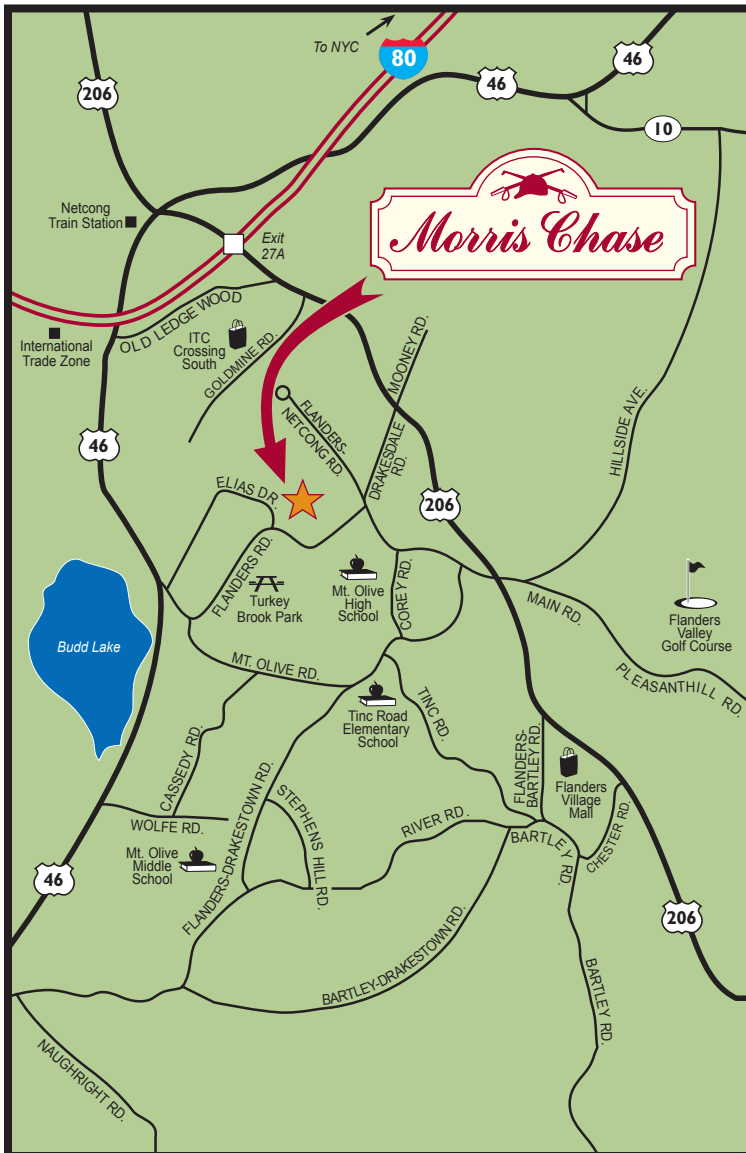 To NYC
80
46
46
206
10
Morris Chase
Netcong
Train Station
Exit
27A
International
Trade Zone
OLD LEDGE WOOD
ITC
Crossing
South
GOLDMINE RD.
MOONEY RD.
FLANDERS-
NETCONG RD.
DRAKESDALE
RD.
HILLSIDE AVE.
46
ELIAS DR.
206
FLANDERS RD.
Turkey
Brook Park
Mt. Olive
High
School
COREY RD.
MAIN RD.
Flanders
Valley
Golf Course
PLEASANTHILL RD.
Budd Lake
MT. OLIVE RD.
Tinc Road
Elementary
School
TINC RD.
CASSEDY RD.
FLANDERS-
BARTLEY RD.
Flanders
Village
Mall
WOLFE RD.
STEPHENS HILL RD.
RIVER RD.
BARTLEY RD.
CHESTER RD.
Mt. Olive
Middle
School
FLANDERS-DRAKESTOWN RD.
46
206
BARTLEY-DRAKESTOWN RD.
BARTLEY RD.
NAUGHRIGHT RD.